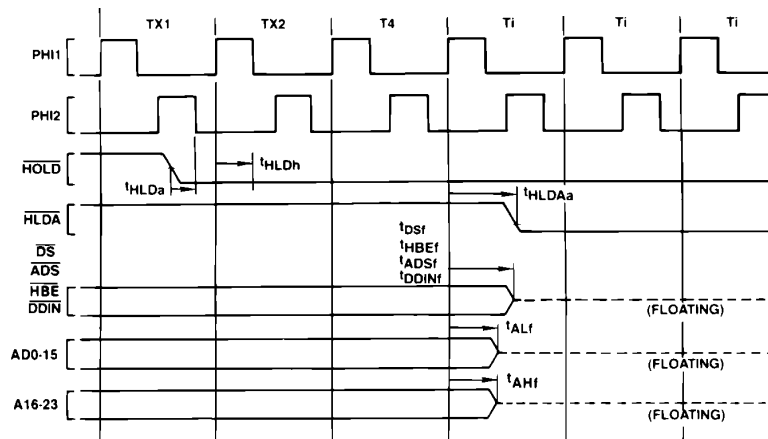 TX1 TX2 T4 Ti Ti Ti
PHI1
PHI2
HOLD
tHLDh
tHLDa
tHLDAa
HLDA
tDSf
tHBEf
tADSf
tDDINf
DS
ADS
HBE
DDIN
(FLOATING)
tALf
AD0-15
(FLOATING)
tAHf
A16-23
(FLOATING)